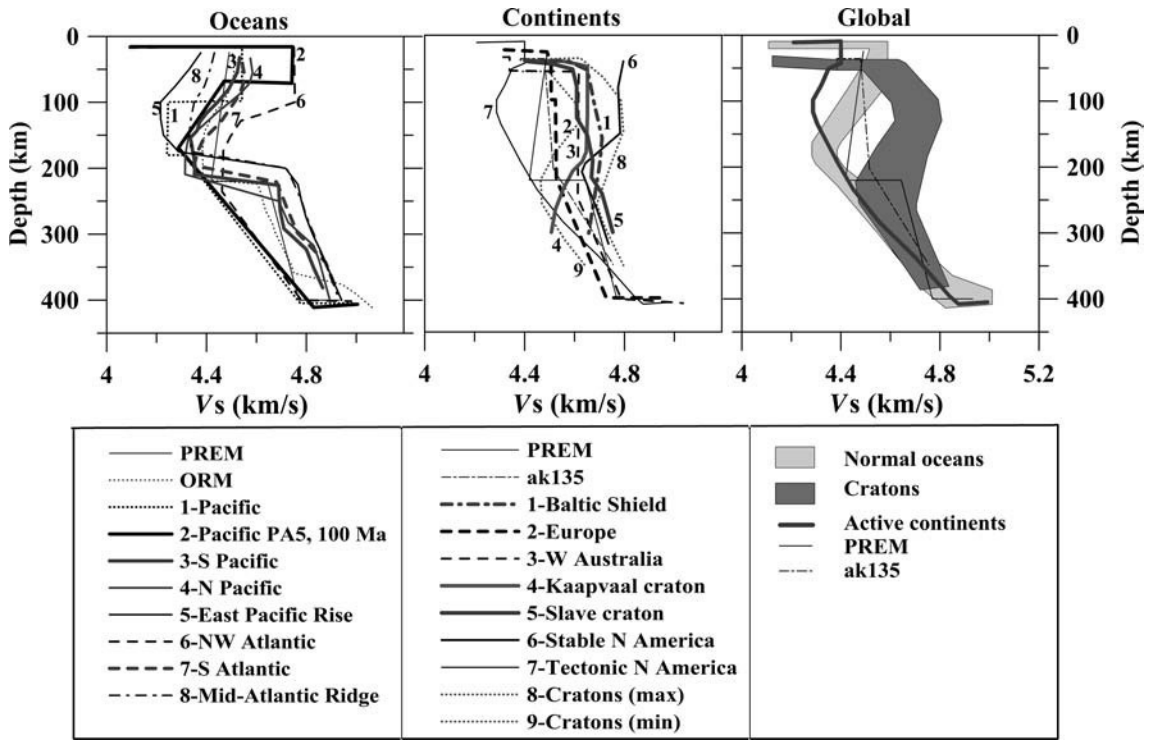 Oceans
Continents
Global
0
100
200
300
400
Depth (km)
4
4.4
4.8
Vs (km/s)
1
2
3
4
5
6
7
8
4.4
4.8
Vs (km/s)
1
2
3
4
5
6
7
8
9
0
100
200
300
400
Depth (km)
4
4
4.4
4.8
5.2
Vs (km/s)
PREM
ORM
1-Pacific
2-Pacific PA5, 100 Ma
3-S Pacific
4-N Pacific
5-East Pacific Rise
6-NW Atlantic
7-S Atlantic
8-Mid-Atlantic Ridge
PREM
ak135
1-Baltic Shield
2-Europe
3-W Australia
4-Kaapvaal craton
5-Slave craton
6-Stable N America
7-Tectonic N America
8-Cratons (max)
9-Cratons (min)
Normal oceans
Cratons
Active continents
PREM
ak135